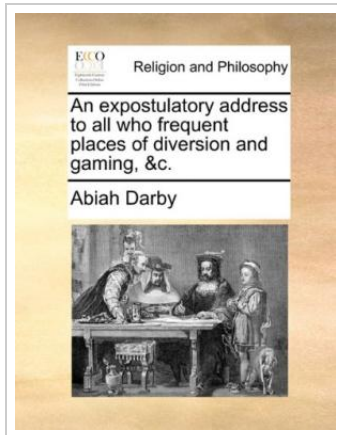 ECCO
Religion and Philosophy
An expostulatory address
to all who frequent
places of diversion and
gaming, &c.
Abiah Darby